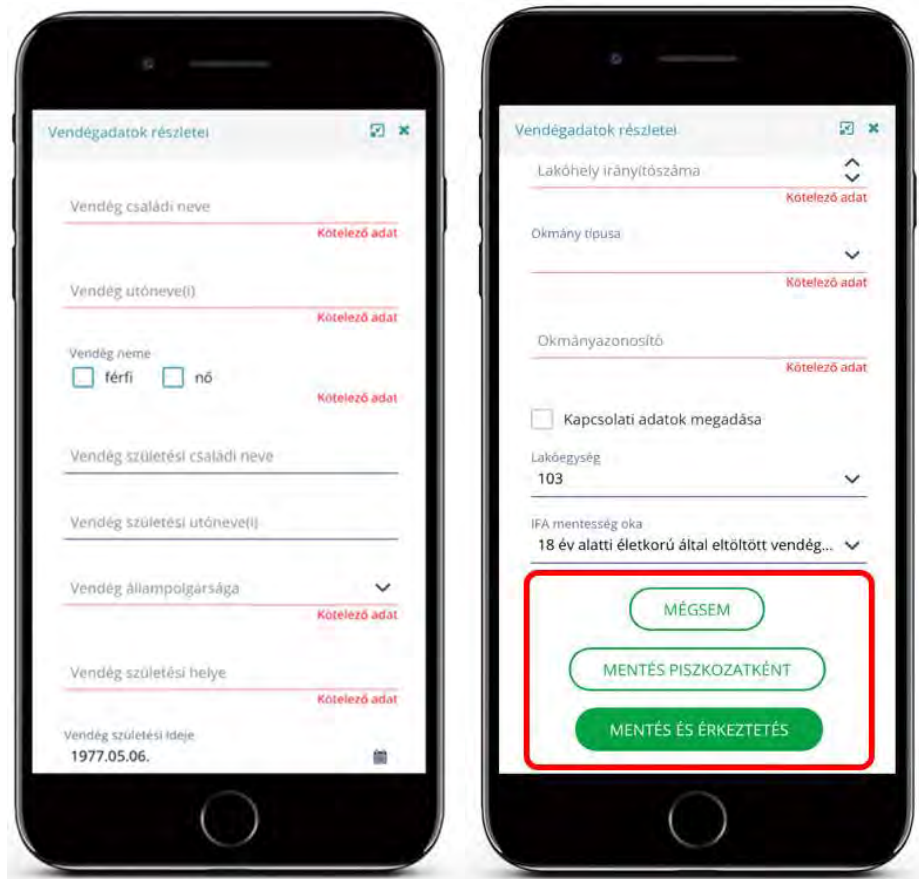 Vendégadatok részletei
Vendég családi neve
Kötelező adat
Vendég utóneve(i)
Kötelező adat
Vendég neme
férfi
nő
Kötelező adat
Vendég születési családi neve
Vendég születési utóneve(i)
Vendég állampolgársága
Kötelező adat
Vendég születési helye
Kötelező adat
Vendég születési ideje
1977.05.06.
Vendégadatok részletei
Lakóhely irányítószáma
Kötelező adat
Okmány típusa
Kötelező adat
Okmányazonosító
Kötelező adat
Kapcsolati adatok megadása
Lakóegység
103
IFA mentesség oka
18 év alatti életkorú által eltöltött vendég...
MÉGSEM
MENTÉS PISZKOZATKÉNT
MENTÉS ÉS ÉRKEZTETÉS